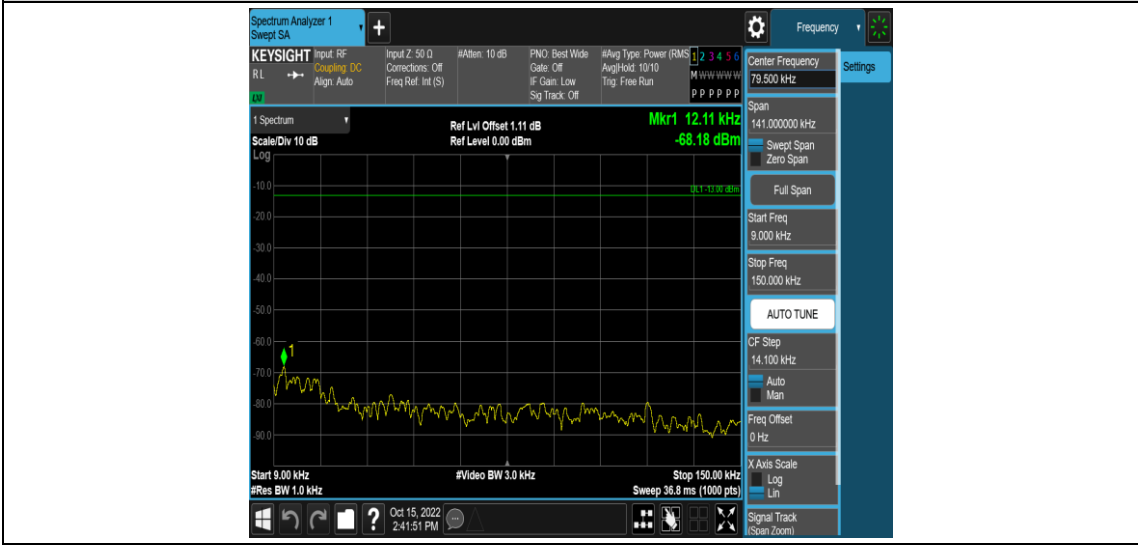 Spectrum Analyzer 1
Swept SA
+
Frequency
KEYSIGHT
RL
Input: RF
Coupling: DC
Align: Auto
Input Z: 50 Ω
Corrections: Off
Freq Ref: Int (S)
#Atten: 10 dB
PNO: Best Wide
Gate: Off
IF Gain: Low
Sig Track: Off
#Avg Type: Power (RMS
Avg|Hold: 10/10
Trig: Free Run
1 2 3 4 5 6
M W W W W W
P P P P P P
1 Spectrum
Scale/Div 10 dB
Ref Lvl Offset 1.11 dB
Ref Level 0.00 dBm
Mkr1 12.11 kHz
-68.18 dBm
Log
DL1 -13.00 dBm
-10.0
-20.0
-30.0
-40.0
-50.0
-60.0
1
-70.0
-80.0
-90.0
Start 9.00 kHz
#Video BW 3.0 kHz
Stop 150.00 kHz
#Res BW 1.0 kHz
Sweep 36.8 ms (1000 pts)
?
Oct 15, 2022
2:41:51 PM
Center Frequency
79.500 kHz
Settings
Span
141.000000 kHz
Swept Span
Zero Span
Full Span
Start Freq
9.000 kHz
Stop Freq
150.000 kHz
AUTO TUNE
CF Step
14.100 kHz
Auto
Man
Freq Offset
0 Hz
X Axis Scale
Log
Lin
Signal Track
(Span Zoom)